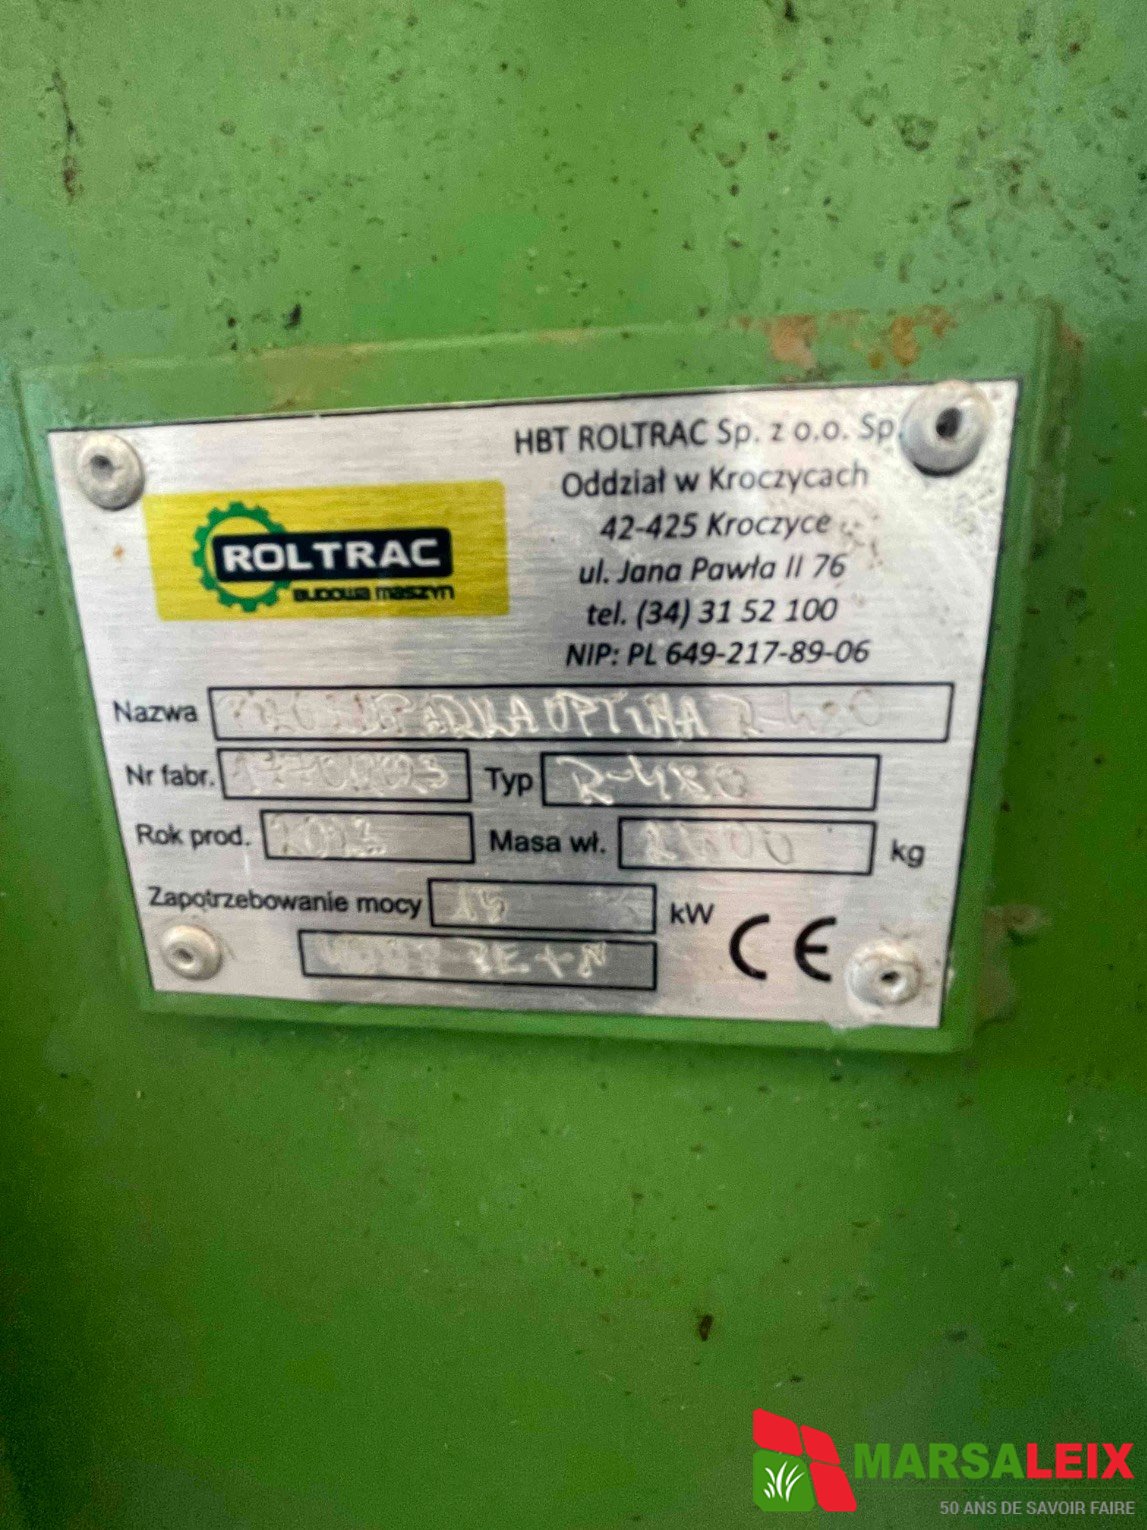 HBT ROLTRAC Sp. z o.o. Sp.
Oddział w Kroczycach
42-425 Kroczyce
ul. Jana Pawła II 76
tel. (34) 31 52 100
NIP: PL 649-217-89-06
ROLTRAC
BUDOWA MASZYN
Nazwa OPTIMA
Nr fabr. Typ R-480
Rok prod. Masa wł. kg
Zapotrzebowanie mocy 15 kW
CE
MARSALEIX
50 ANS DE SAVOIR FAIRE